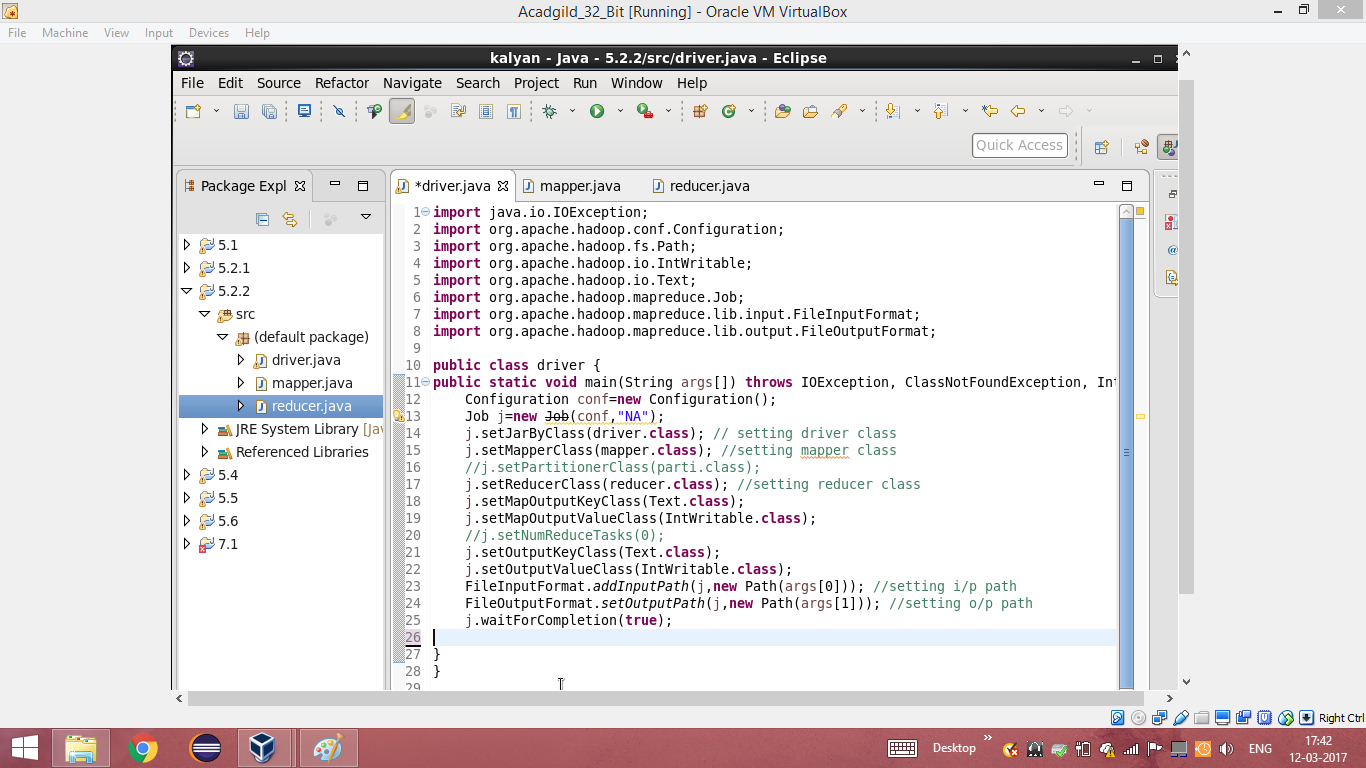 Acadgild_32_Bit [Running] - Oracle VM VirtualBox
File Machine View Input Devices Help
kalyan - Java - 5.2.2/src/driver.java - Eclipse
File Edit Source Refactor Navigate Search Project Run Window Help
Quick Access
Package Expl
*driver.java mapper.java reducer.java
5.1
5.2.1
5.2.2
src
(default package)
driver.java
mapper.java
reducer.java
JRE System Library [Jav
Referenced Libraries
5.4
5.5
5.6
7.1
1 import java.io.IOException;
2 import org.apache.hadoop.conf.Configuration;
3 import org.apache.hadoop.fs.Path;
4 import org.apache.hadoop.io.IntWritable;
5 import org.apache.hadoop.io.Text;
6 import org.apache.hadoop.mapreduce.Job;
7 import org.apache.hadoop.mapreduce.lib.input.FileInputFormat;
8 import org.apache.hadoop.mapreduce.lib.output.FileOutputFormat;
9
10 public class driver {
11 public static void main(String args[]) throws IOException, ClassNotFoundException, Int
12 Configuration conf=new Configuration();
13 Job j=new Job(conf,"NA");
14 j.setJarByClass(driver.class); // setting driver class
15 j.setMapperClass(mapper.class); //setting mapper class
16 //j.setPartitionerClass(parti.class);
17 j.setReducerClass(reducer.class); //setting reducer class
18 j.setMapOutputKeyClass(Text.class);
19 j.setMapOutputValueClass(IntWritable.class);
20 //j.setNumReduceTasks(0);
21 j.setOutputKeyClass(Text.class);
22 j.setOutputValueClass(IntWritable.class);
23 FileInputFormat.addInputPath(j,new Path(args[0])); //setting i/p path
24 FileOutputFormat.setOutputPath(j,new Path(args[1])); //setting o/p path
25 j.waitForCompletion(true);
26
27 }
28 }
29
Right Ctrl
Desktop
ENG
17:42
12-03-2017